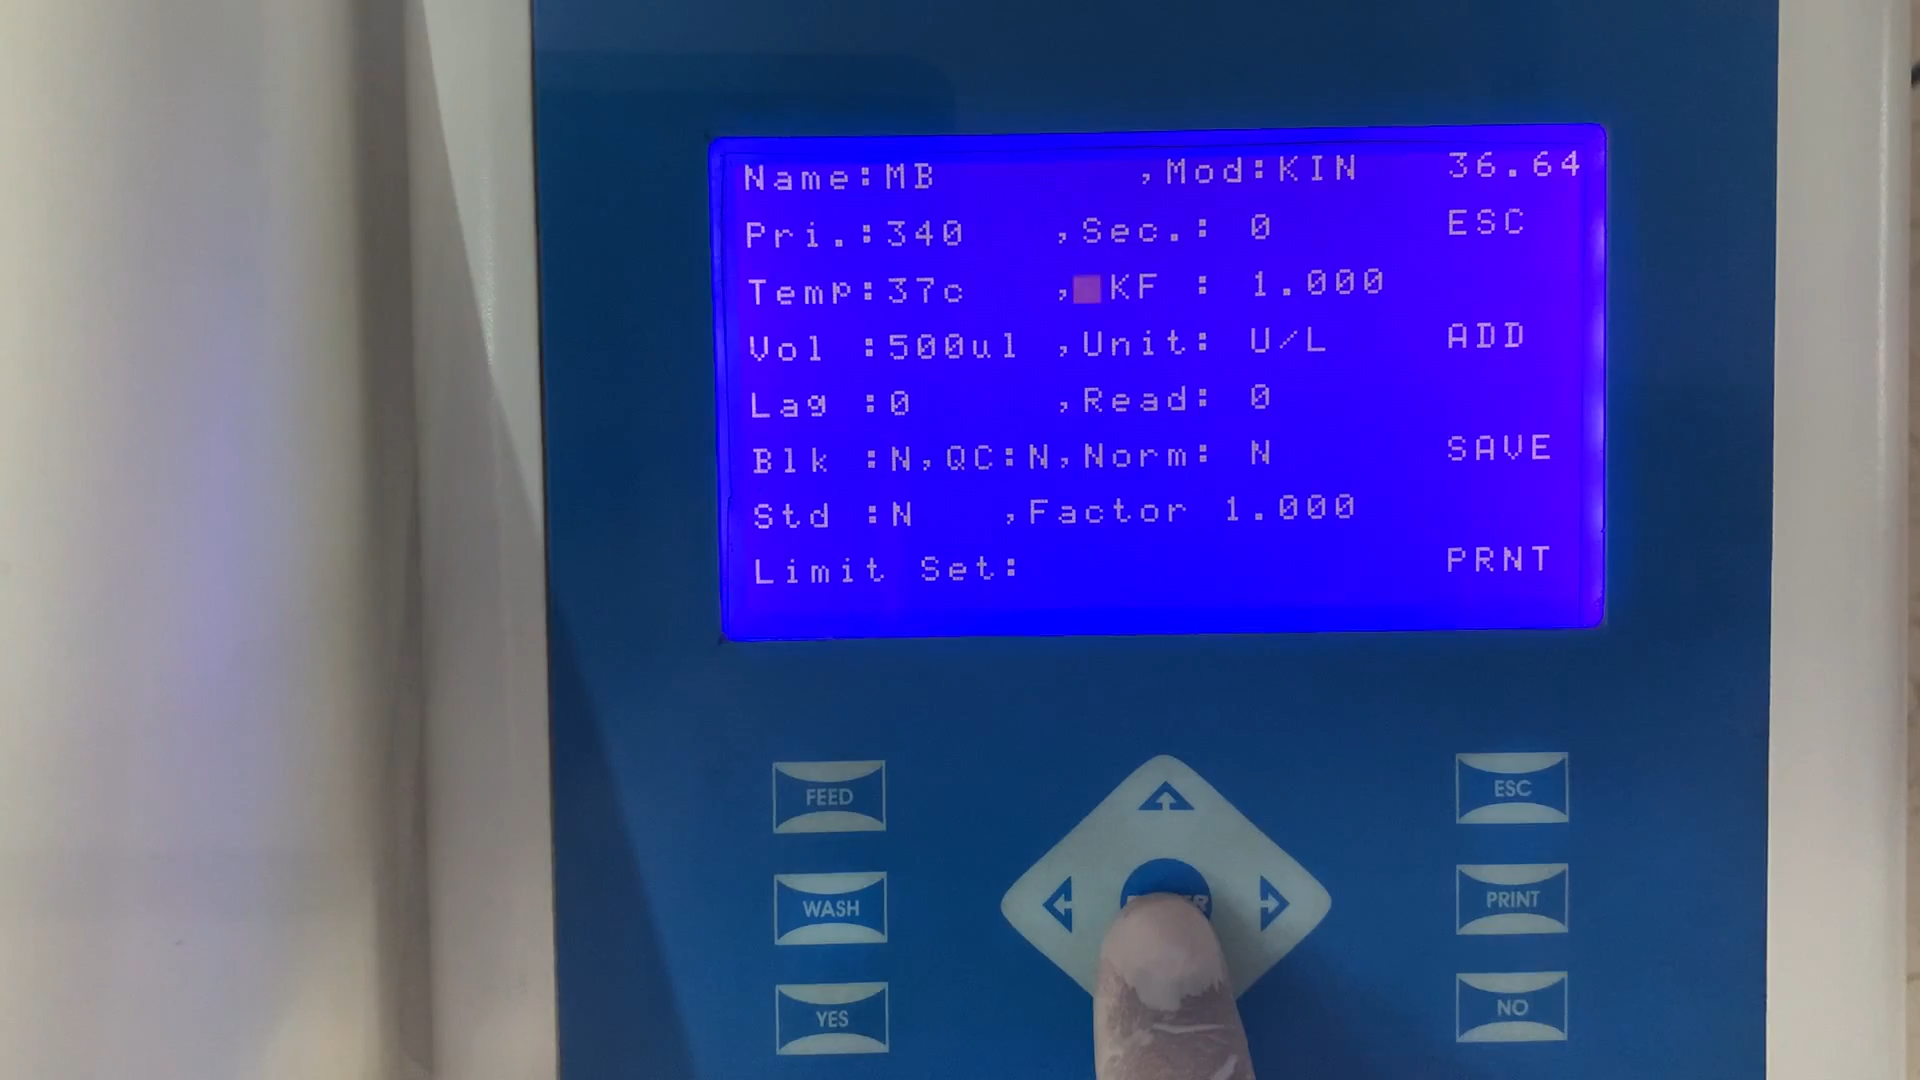 Name:MB ,Mod:KIN 36.64
Pri.:340 ,Sec.: 0 ESC
Temp:37c ,KF : 1.000
Vol :500ul ,Unit: U/L ADD
Lag :0 ,Read: 0
Blk :N,QC:N,Norm: N SAVE
Std :N ,Factor 1.000
Limit Set: PRNT
FEED ESC
WASH PRINT
YES NO